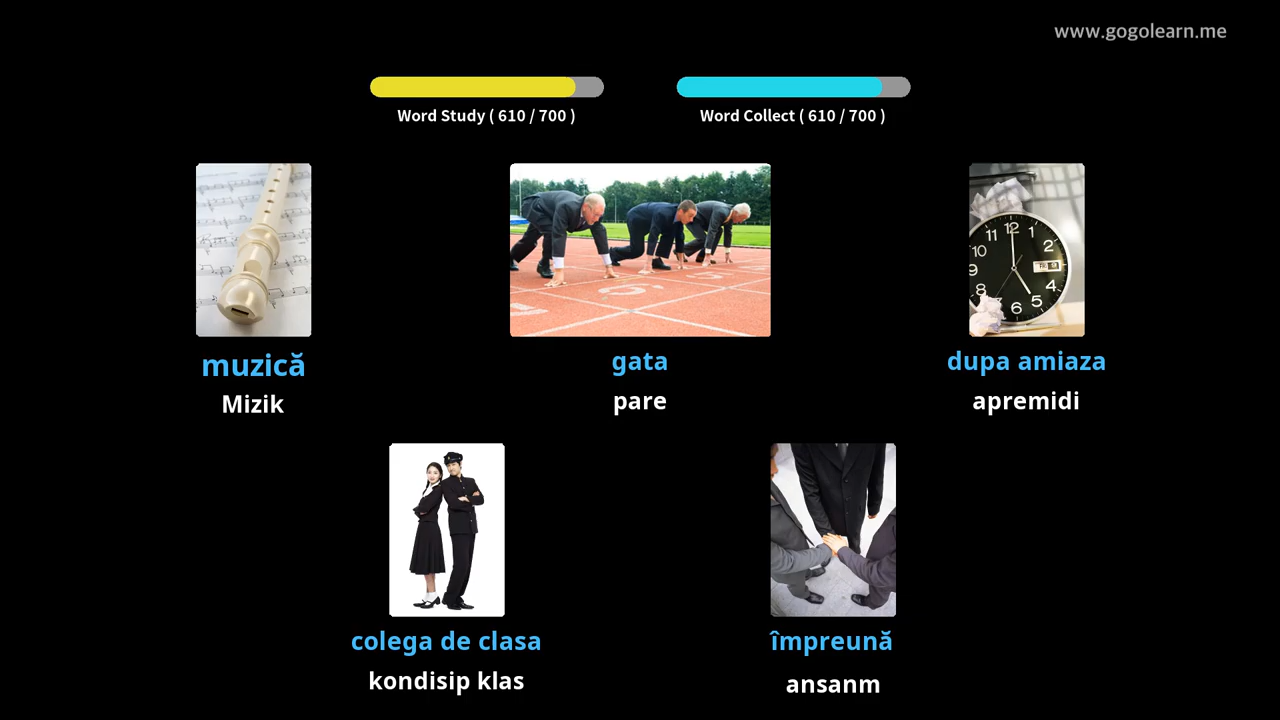 www.gogolearn.me
Word Study ( 610 / 700 )
Word Collect ( 610 / 700 )
muzică
Mizik
gata
pare
dupa amiaza
apremidi
colega de clasa
kondisip klas
împreună
ansanm